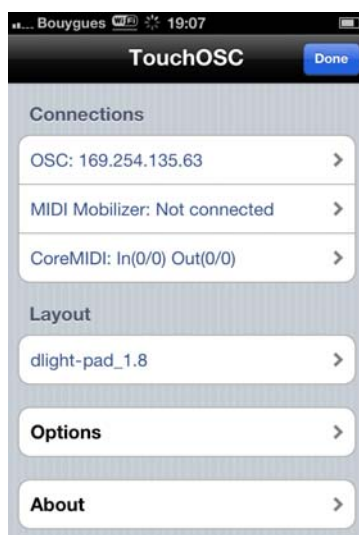 ... Bouygues 19:07
TouchOSC
Done
Connections
OSC: 169.254.135.63
MIDI Mobilizer: Not connected
CoreMIDI: In(0/0) Out(0/0)
Layout
dlight-pad_1.8
Options
About